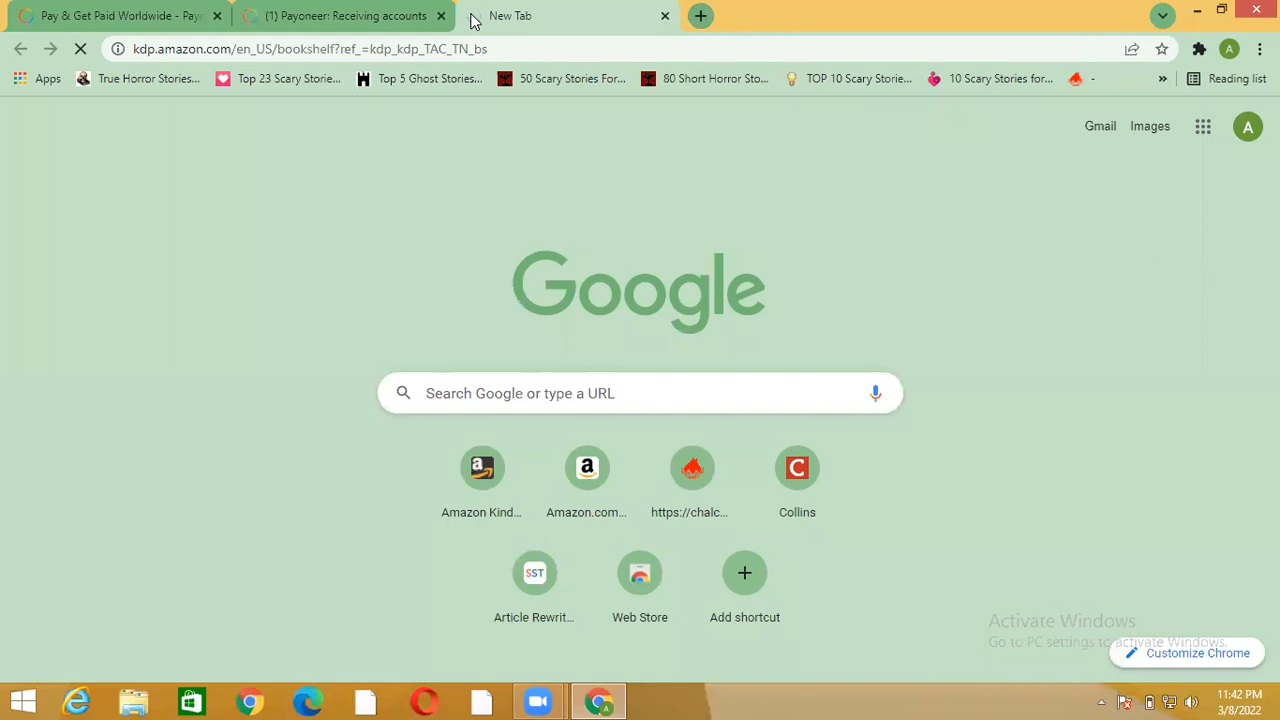 Pay & Get Paid Worldwide - Payn
(1) Payoneer: Receiving accounts
New Tab
kdp.amazon.com/en_US/bookshelf?ref_=kdp_kdp_TAC_TN_bs
A
Apps
True Horror Stories...
Top 23 Scary Storie...
Top 5 Ghost Stories...
50 Scary Stories For...
80 Short Horror Sto...
TOP 10 Scary Storie...
10 Scary Stories for...
-
»
Reading list
Gmail
Images
A
Google
Search Google or type a URL
Amazon Kind...
Amazon.com...
https://chalc...
C
Collins
SST
Article Rewrit...
Web Store
Add shortcut
Activate Windows
Go to PC settings to activate Windows.
Customize Chrome
11:42 PM
3/8/2022